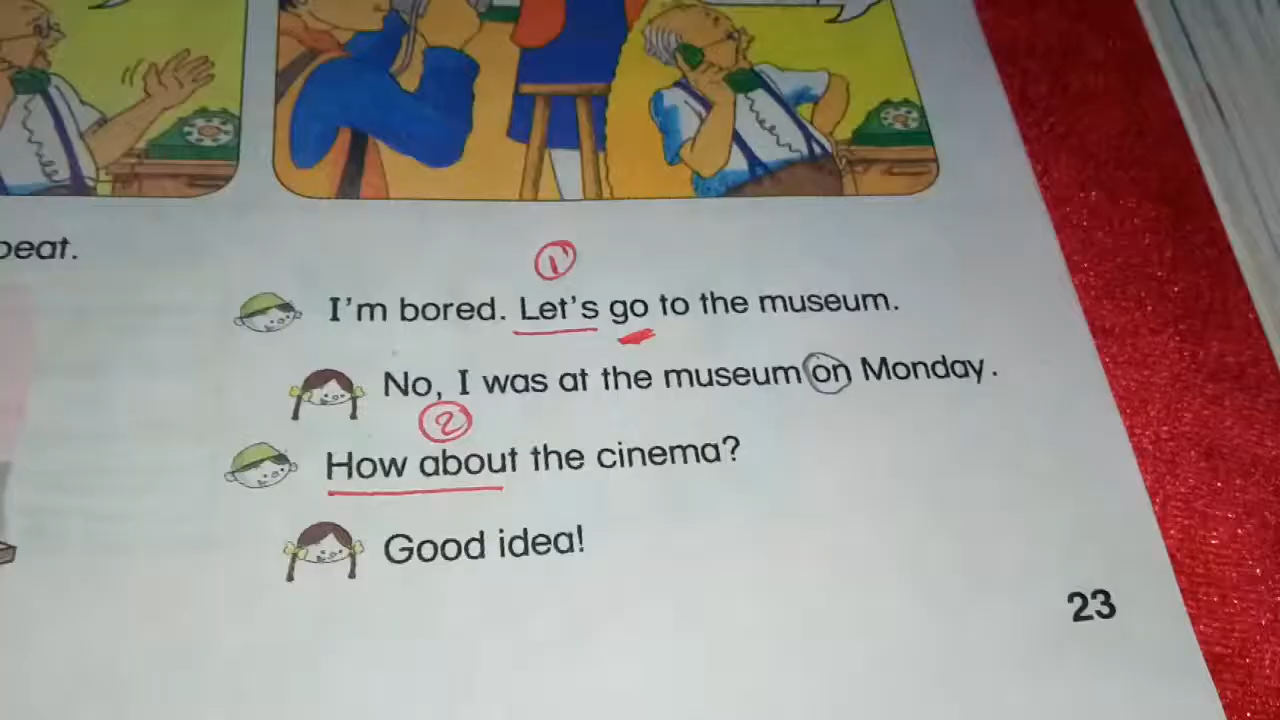 peat.
1
I'm bored. Let's go to the museum.
No, I was at the museum on Monday.
2
How about the cinema?
Good idea!
23